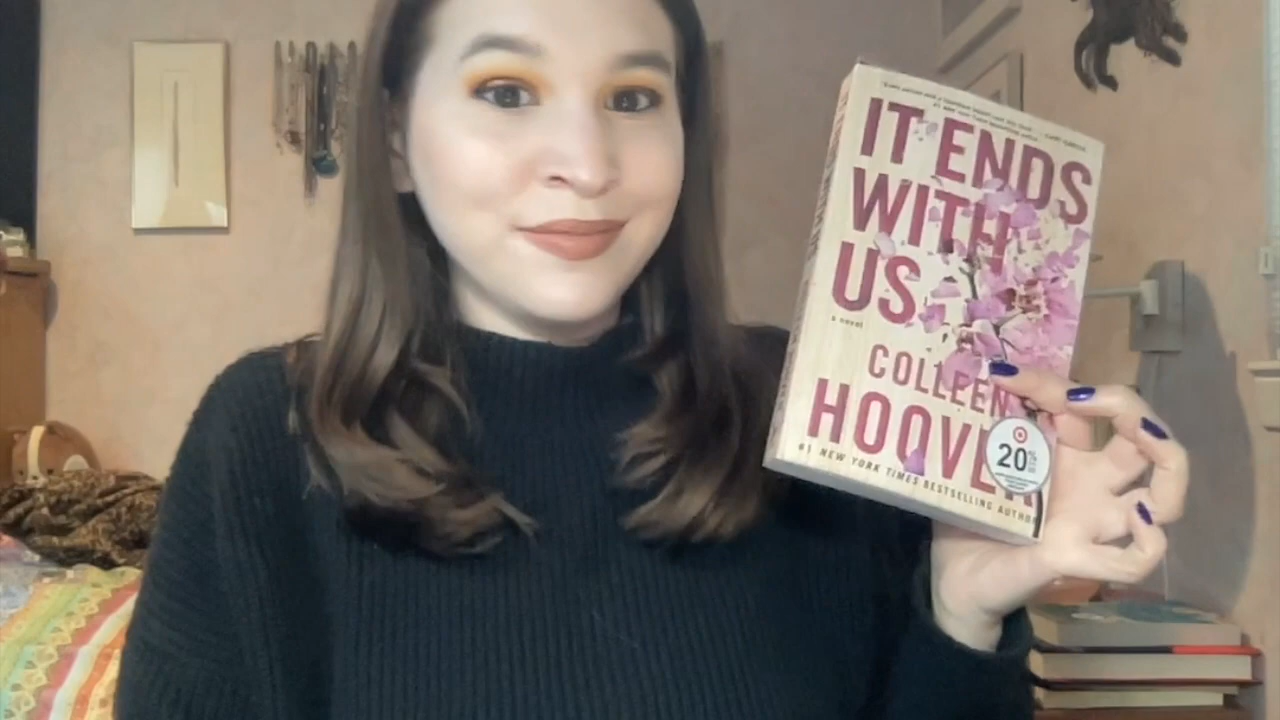 IT ENDS
WITH
US
a novel
COLLEEN
HOOVER
#1 NEW YORK TIMES BESTSELLING AUTHOR
20%